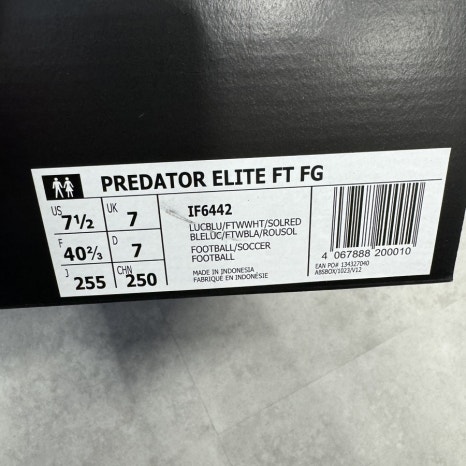 PREDATOR ELITE FT FG
US 7½ UK 7
F 40⅔ D 7
J 255 CHN 250
IF6442
LUCBLU/FTWWHT/SOLRED
BLELUC/FTWBLA/ROUSOL
FOOTBALL/SOCCER
FOOTBALL
MADE IN INDONESIA
FABRIQUE EN INDONESIE
4 067888 200010
EAN PO# 134327040
ABSBOX/1023/V12